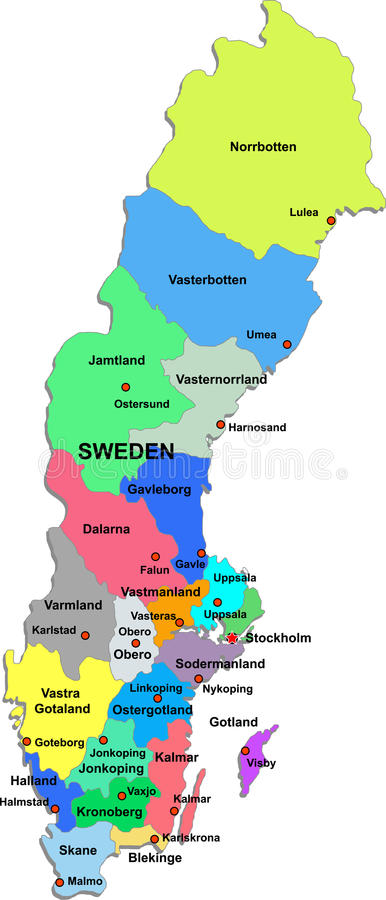 Norrbotten
Lulea
Vasterbotten
Umea
Jamtland
Vasternorrland
Ostersund
Harnosand
SWEDEN
Gavleborg
Dalarna
Gavle
Falun
Uppsala
Vastmanland
Varmland
Uppsala
Vasteras
Karlstad
Obero
Stockholm
Obero
Sodermanland
Vastra
Gotaland
Linkoping
Nykoping
Ostergotland
Gotland
Goteborg
Jonkoping
Kalmar
Visby
Jonkoping
Halland
Vaxjo
Halmstad
Kalmar
Kronoberg
Karlskrona
Skane
Blekinge
Malmo
dreamstime